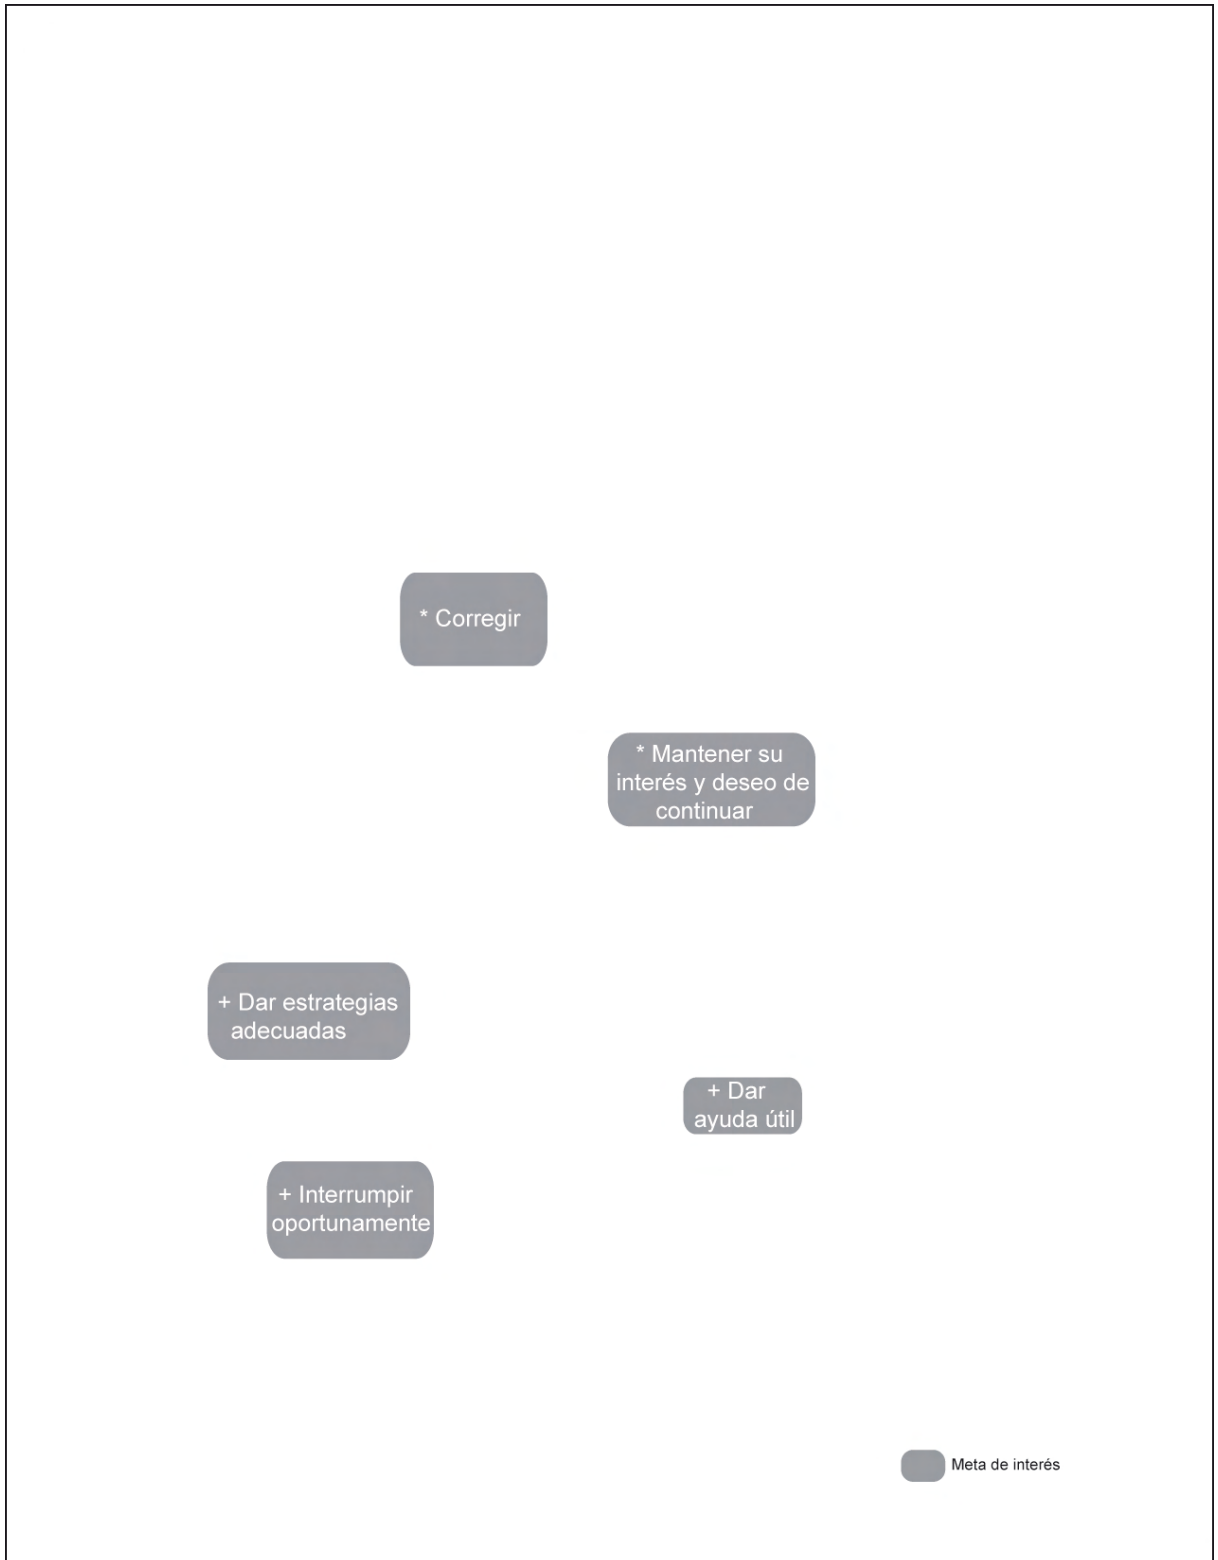 * Corregir
* Mantener su
interés y deseo de
continuar
+ Dar estrategias
adecuadas
+ Dar
ayuda útil
+ Interrumpir
oportunamente
Meta de interés